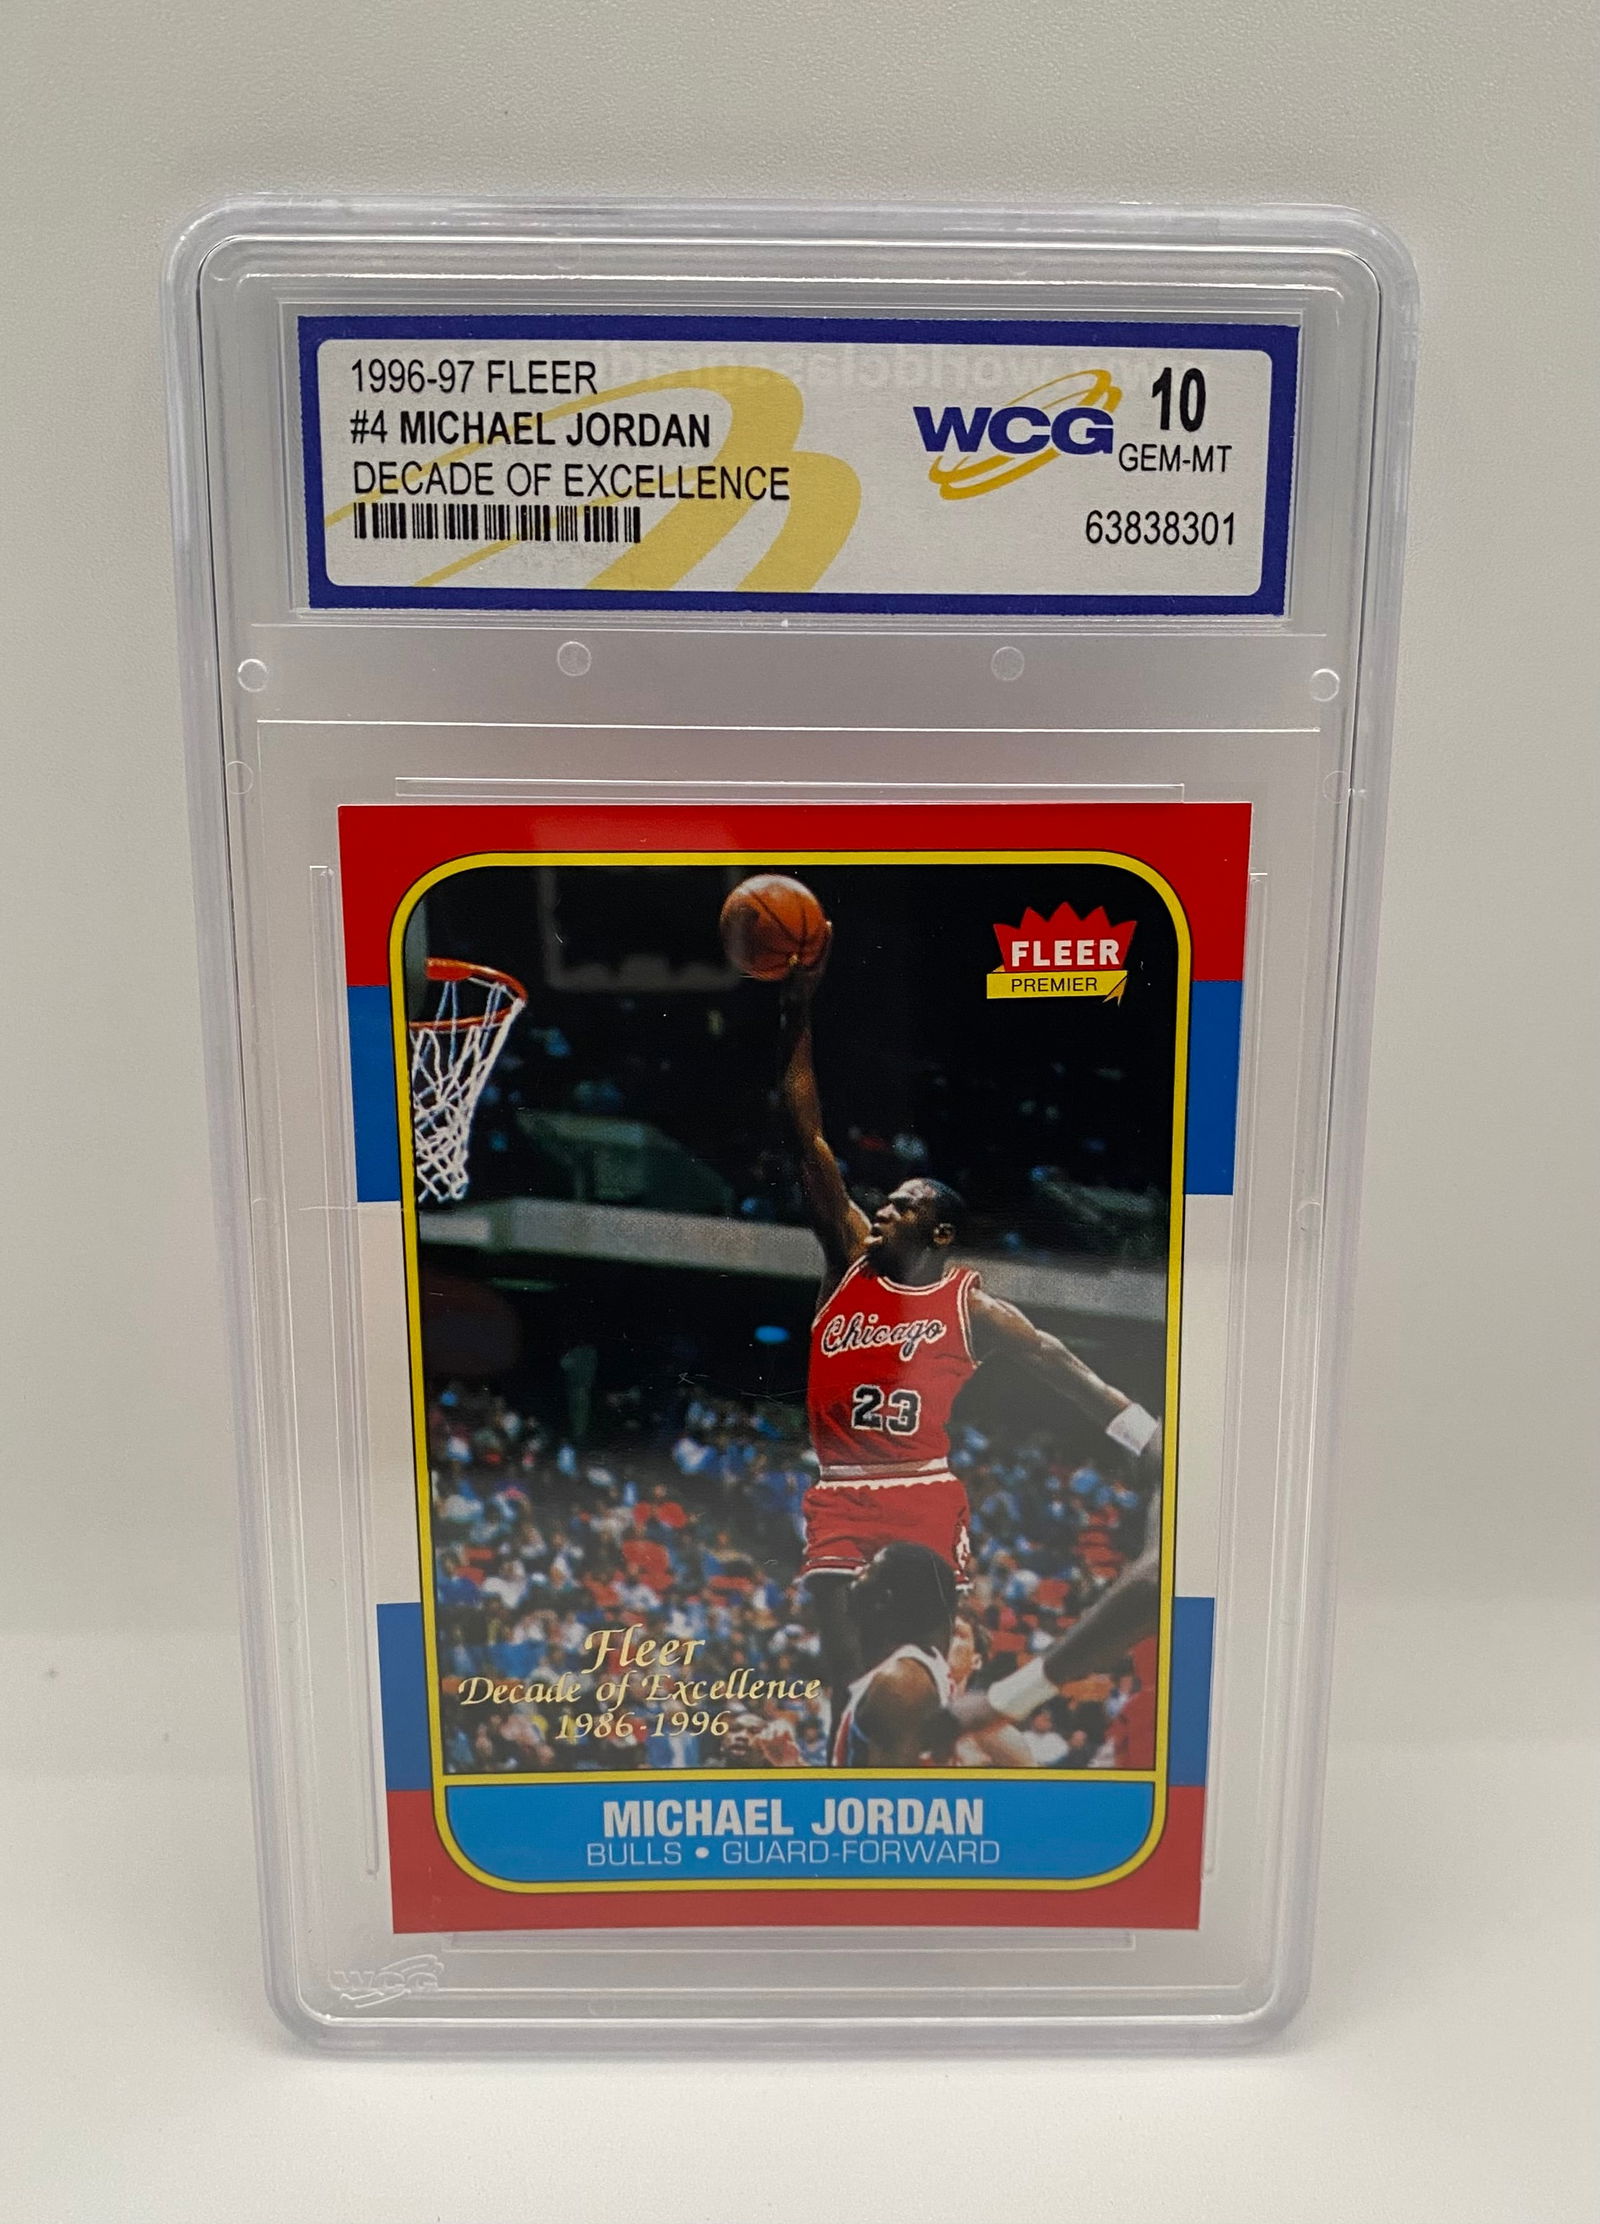 1996-97 FLEER
#4 MICHAEL JORDAN
DECADE OF EXCELLENCE
WCG
10
GEM-MT
63838301
FLEER
PREMIER
Chicago
23
Fleer
Decade of Excellence
1986-1996
MICHAEL JORDAN
BULLS • GUARD-FORWARD
WCG